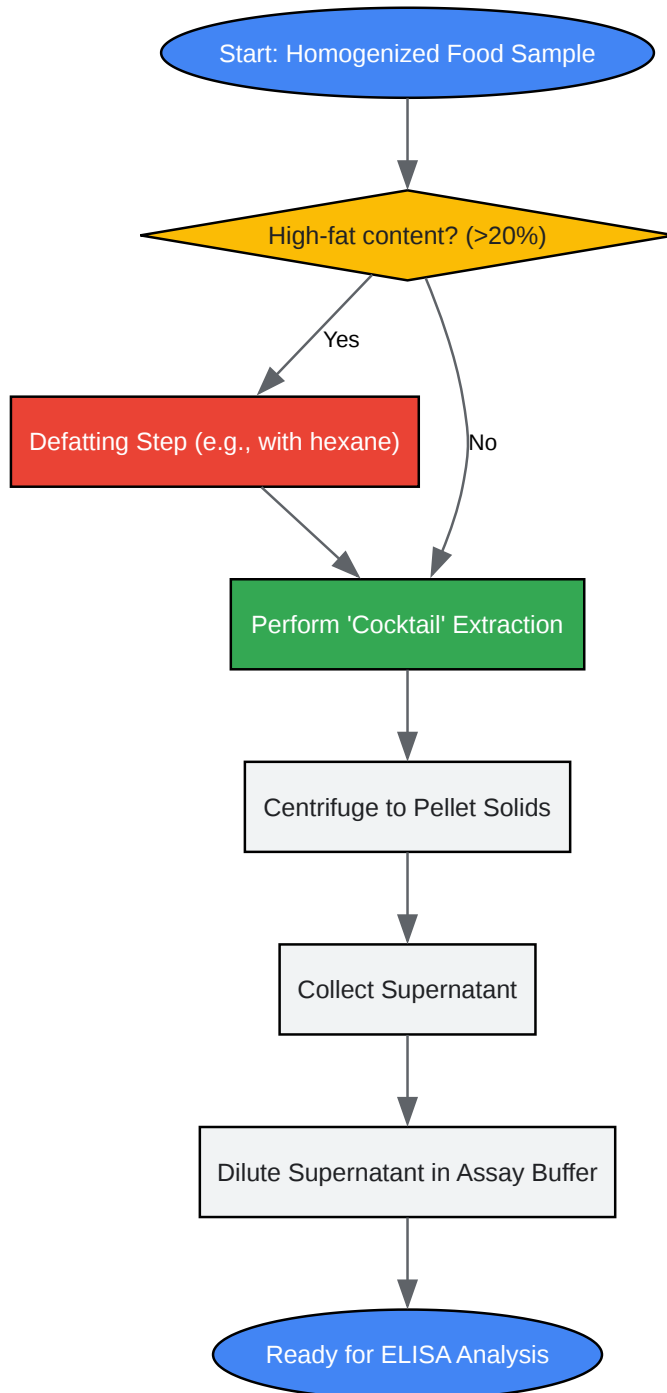 Start: Homogenized Food Sample
High-fat content? (>20%)
Yes
Defatting Step (e.g., with hexane)
No
Perform 'Cocktail' Extraction
Centrifuge to Pellet Solids
Collect Supernatant
Dilute Supernatant in Assay Buffer
Ready for ELISA Analysis